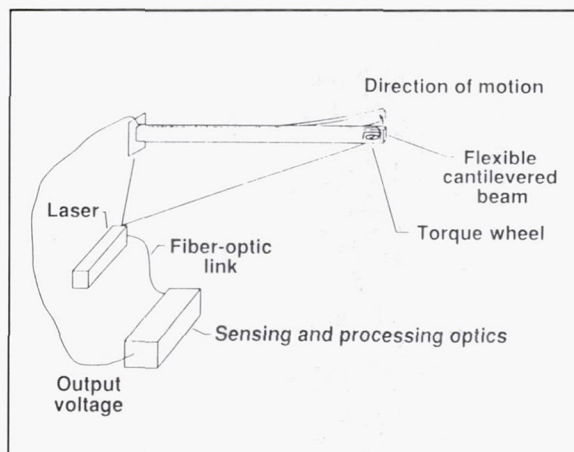 Direction of motion
Flexible
cantilevered
beam
Torque wheel
Laser
Fiber-optic
link
Sensing and processing optics
Output
voltage